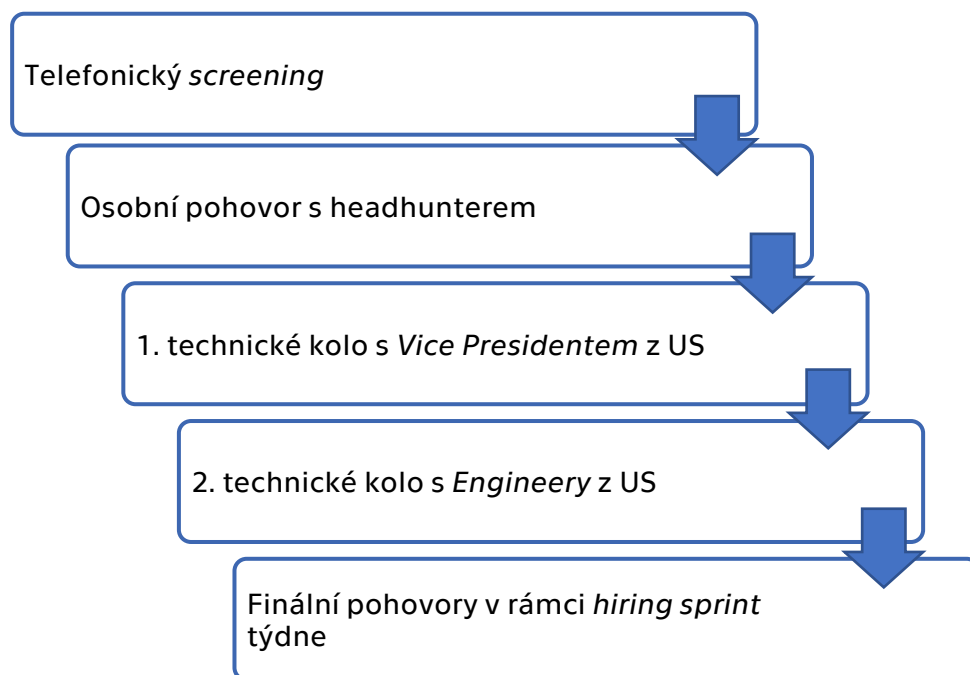 Telefonický screening
Osobní pohovor s headhunterem
1. technické kolo s Vice Presidentem z US
2. technické kolo s Engineery z US
Finální pohovory v rámci hiring sprint
týdne